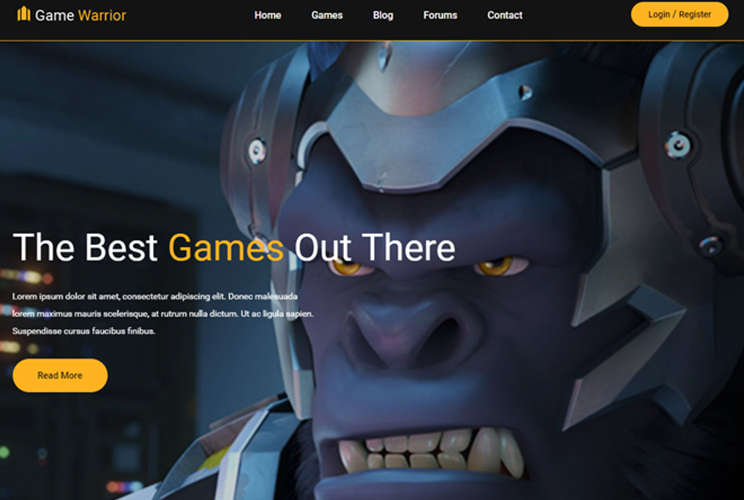 Game Warrior
Home Games Blog Forums Contact
Login / Register
The Best Games Out There
Lorem ipsum dolor sit amet, consectetur adipiscing elit. Donec malesuada
lorem maximus mauris scelerisque, at rutrum nulla dictum. Ut ac ligula sapien.
Suspendisse cursus faucibus finibus.
Read More